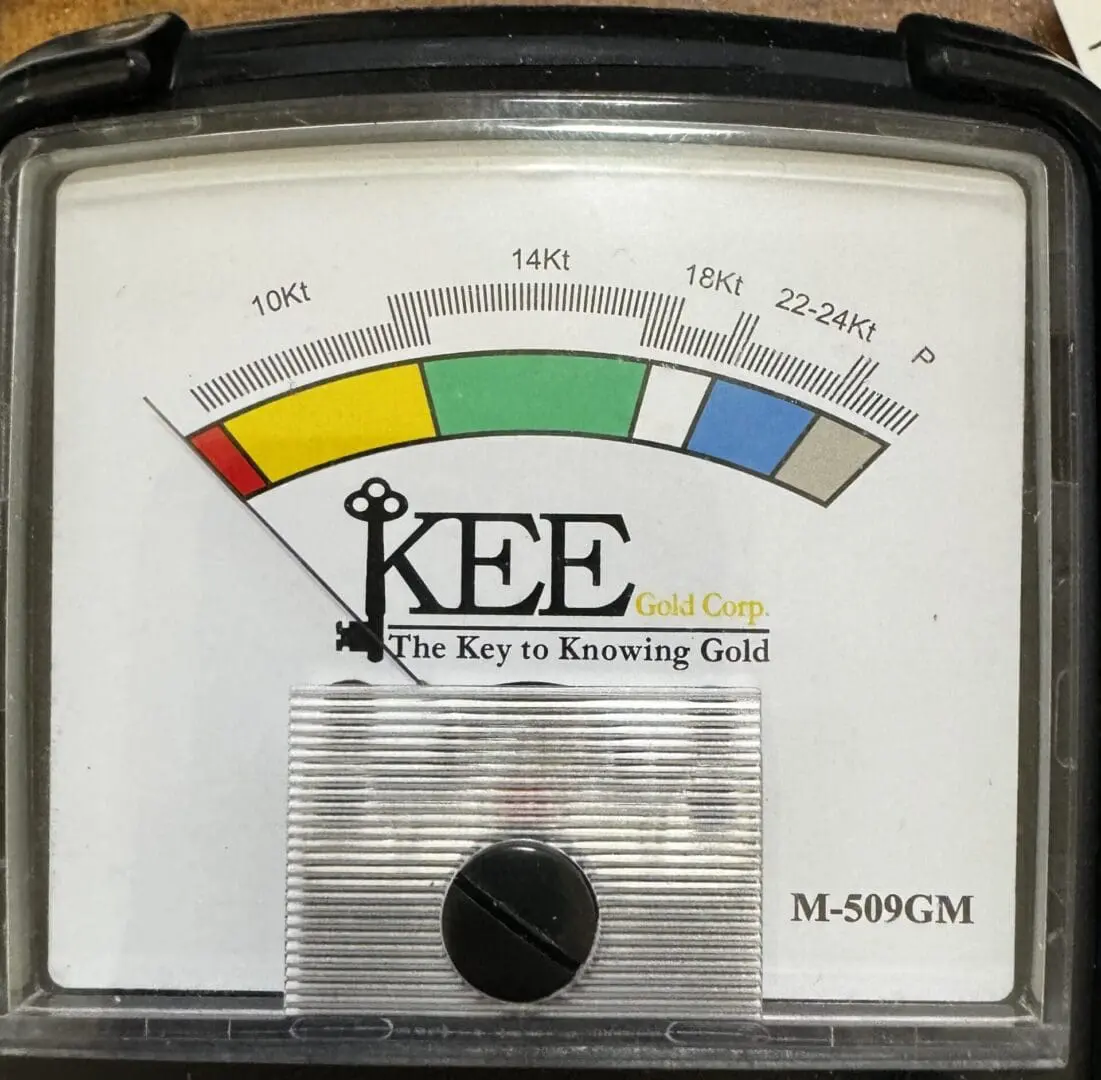 10Kt
14Kt
18Kt
22-24Kt
P
KEE
Gold Corp.
The Key to Knowing Gold
M-509GM